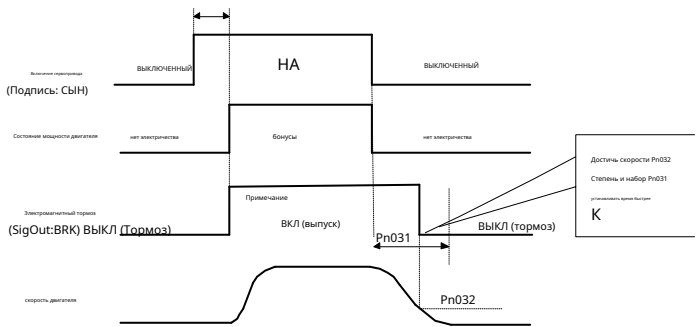 ВЫКЛЮЧЕННЫЙ
НА
ВЫКЛЮЧЕННЫЙ
Включение сервопривода
(Подпись: СЫН)
Состояние мощности двигателя
нет электричества
бонусы
нет электричества
Достичь скорости Pn032
Степень и набор Pn031
устанавливать время быстрее
К
Примечание
Электромагнитный тормоз
(SigOut:BRK) ВЫКЛ (Тормоз)
ВКЛ (выпуск)
Pn031
ВЫКЛ (тормоз)
скорость двигателя
Pn032